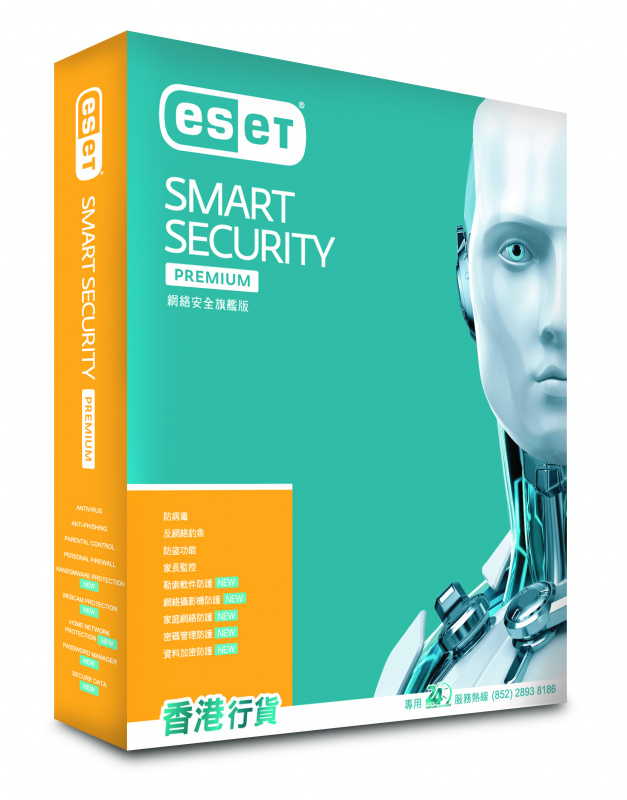 eset
SMART SECURITY
PREMIUM
ANTIVIRUS
ANTI-PHISHING
PARENTAL CONTROL
PERSONAL FIREWALL
RANSOMWARE PROTECTION
NEW
WEBCAM PROTECTION
NEW
HOME NETWORK
PROTECTION NEW
PASSWORD MANAGER
NEW
SECURE DATA
NEW
eset®
SMART
SECURITY
PREMIUM
網絡安全旗艦版
防病毒
反網絡釣魚
防盜功能
家長監控
勒索軟件防護 NEW
網絡攝影機防護 NEW
家庭網絡防護 NEW
密碼管理防護 NEW
資料加密防護 NEW
香港行貨
專用 24 服務熱線 (852) 2893 8186